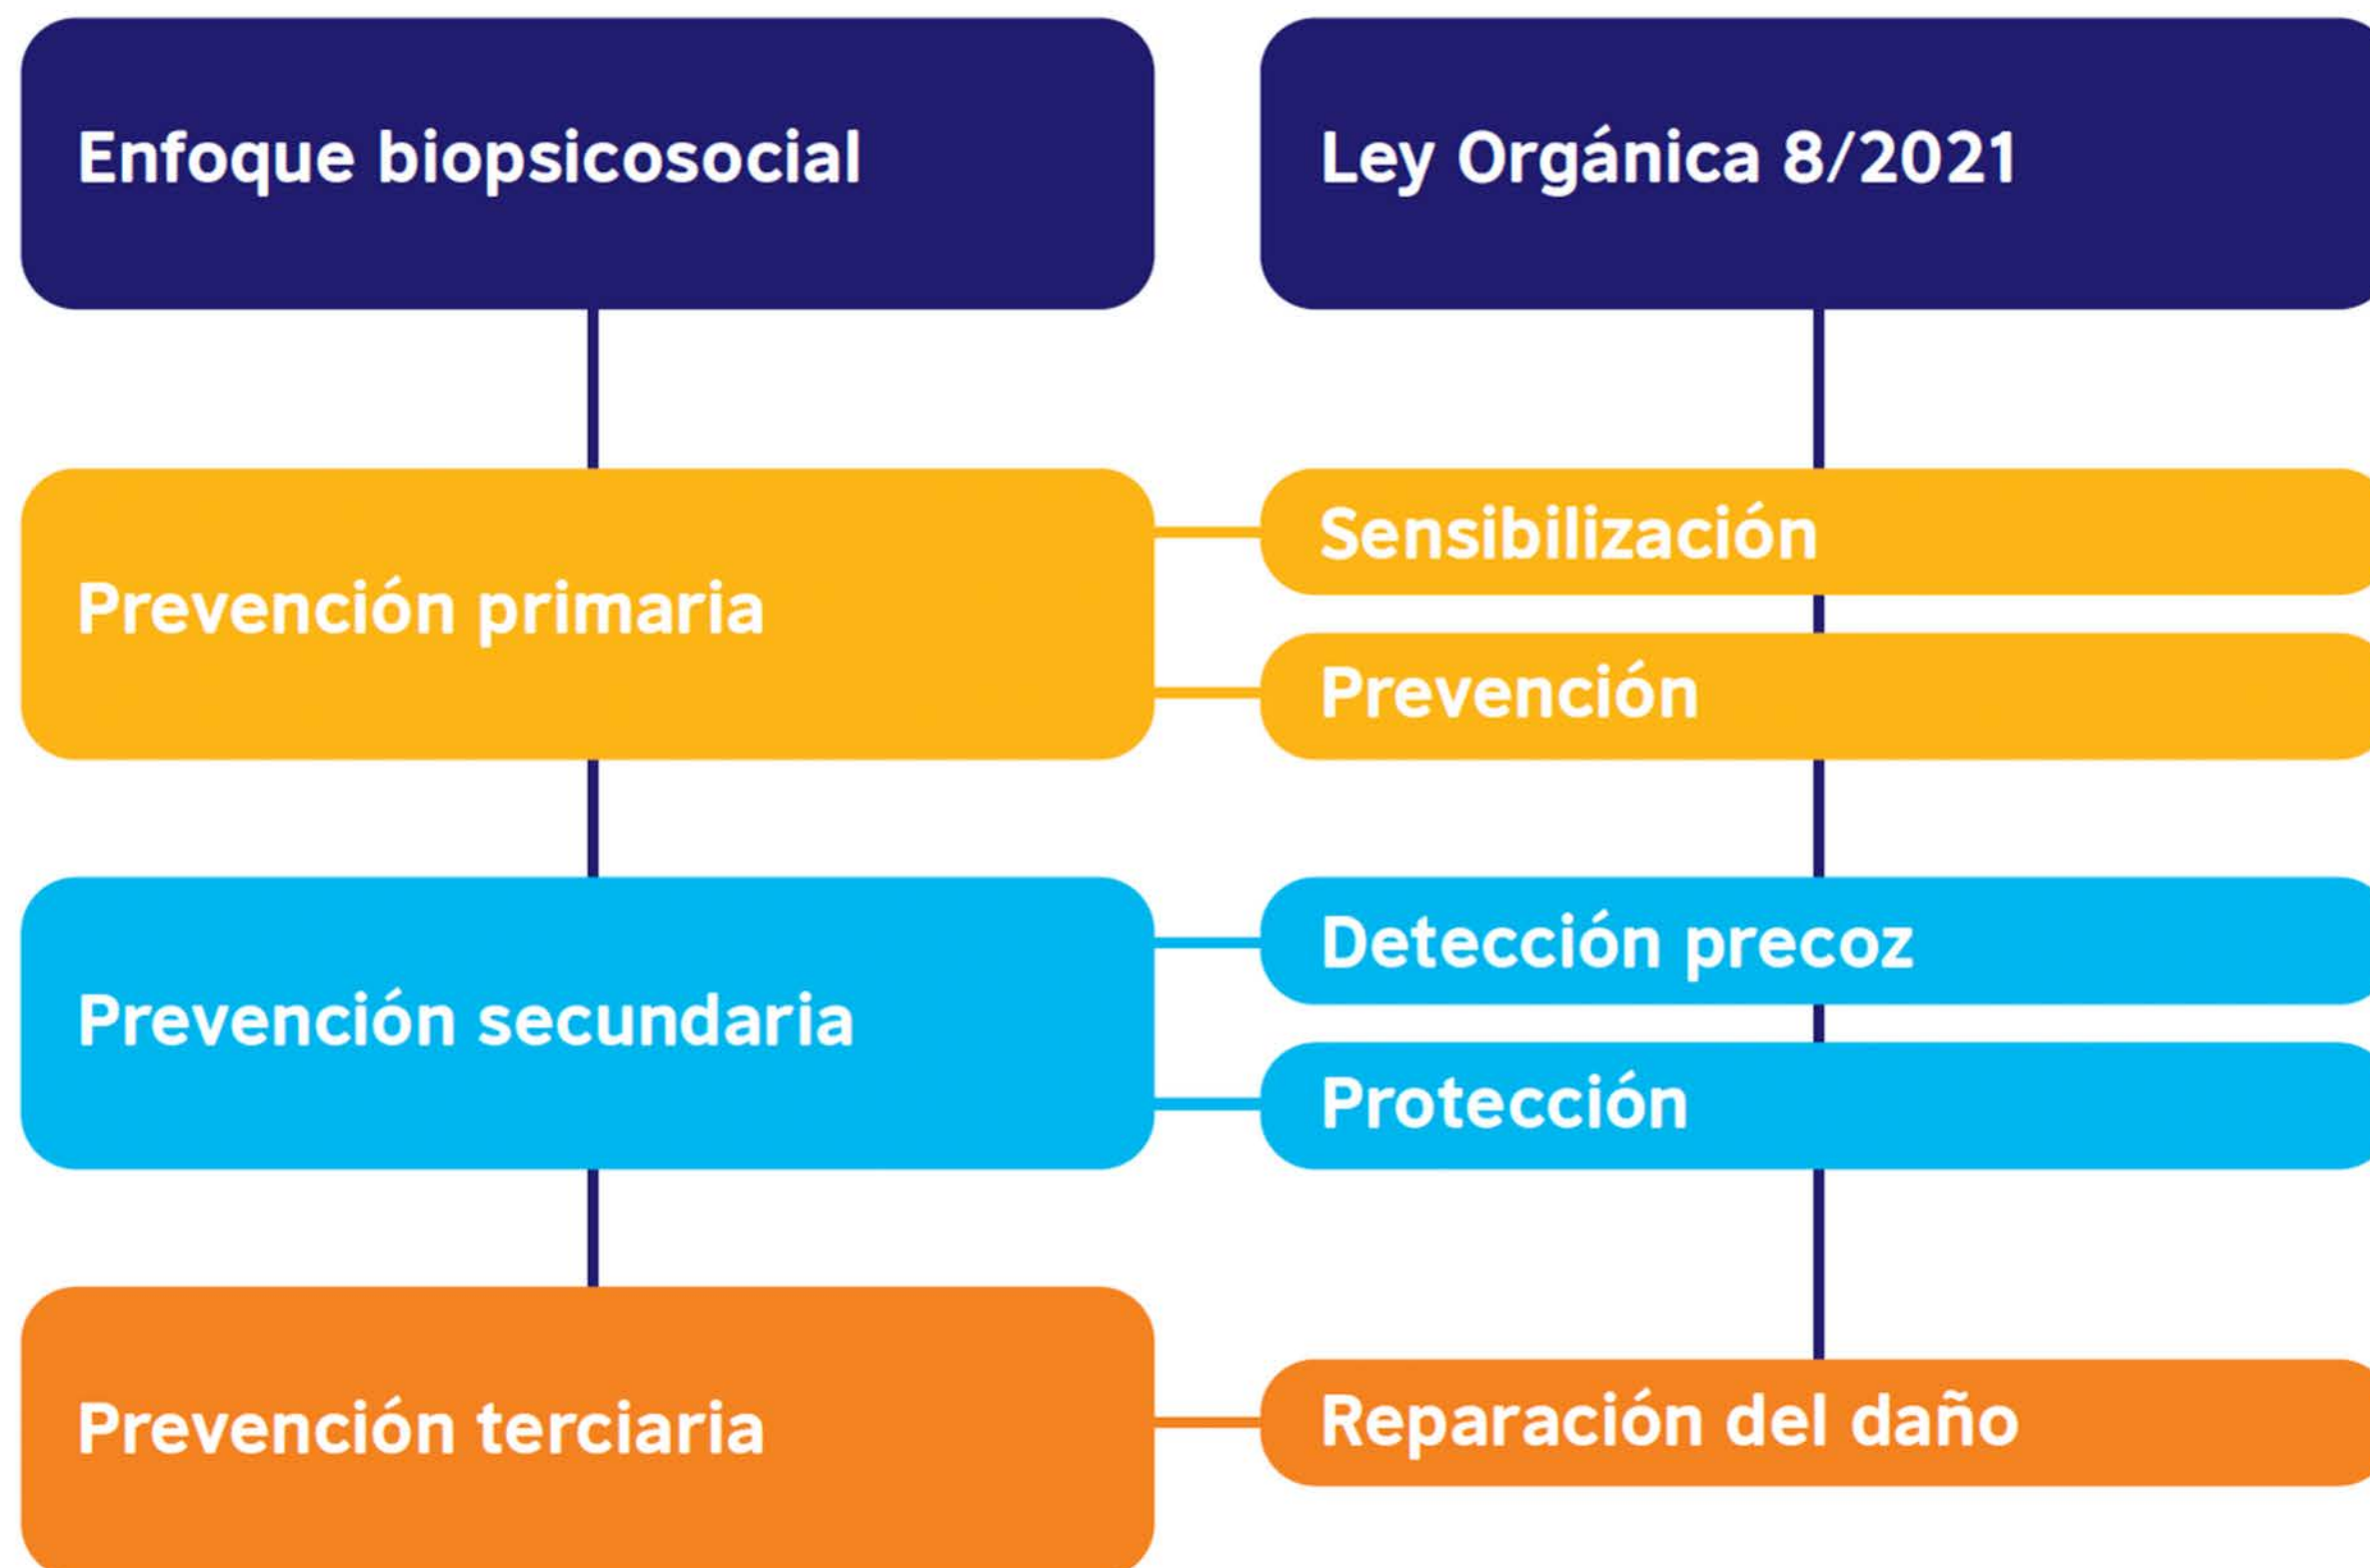 Enfoque biopsicosocial
Ley Orgánica 8/2021
Prevención primaria
Sensibilización
Prevención
Prevención secundaria
Detección precoz
Protección
Prevención terciaria
Reparación del daño